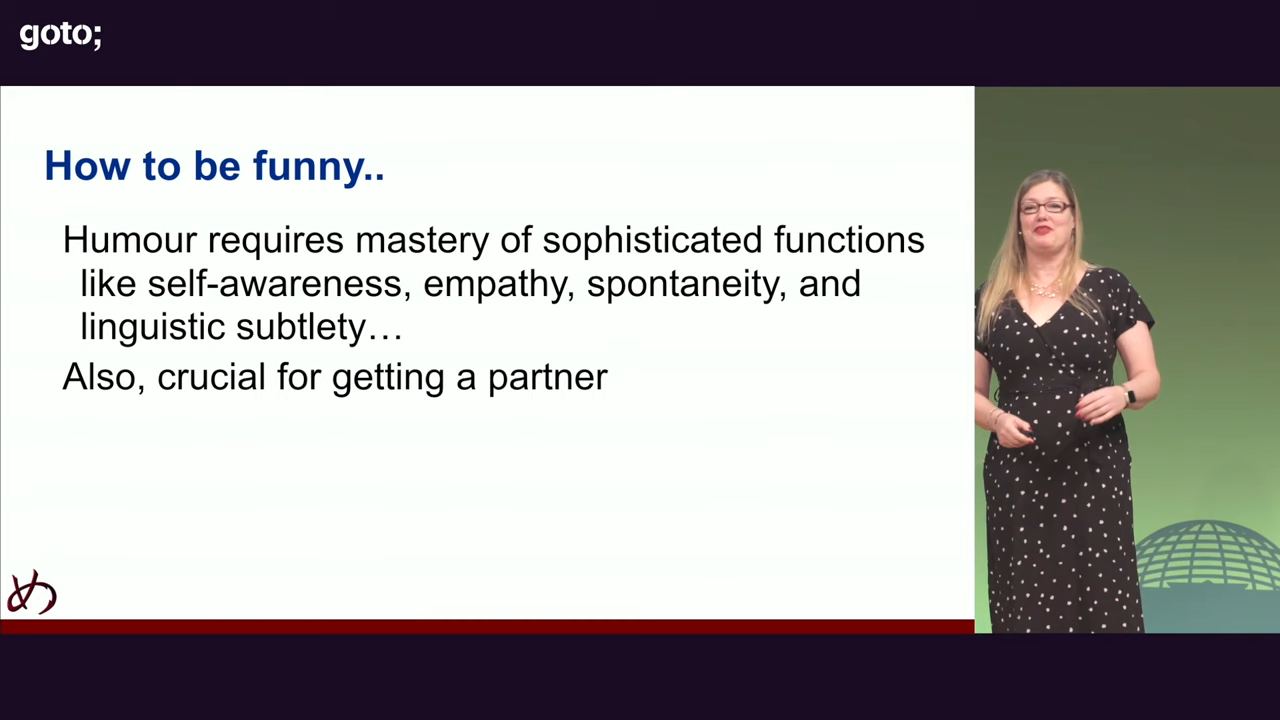 goto;
How to be funny..
Humour requires mastery of sophisticated functions
like self-awareness, empathy, spontaneity, and
linguistic subtlety…
Also, crucial for getting a partner
め